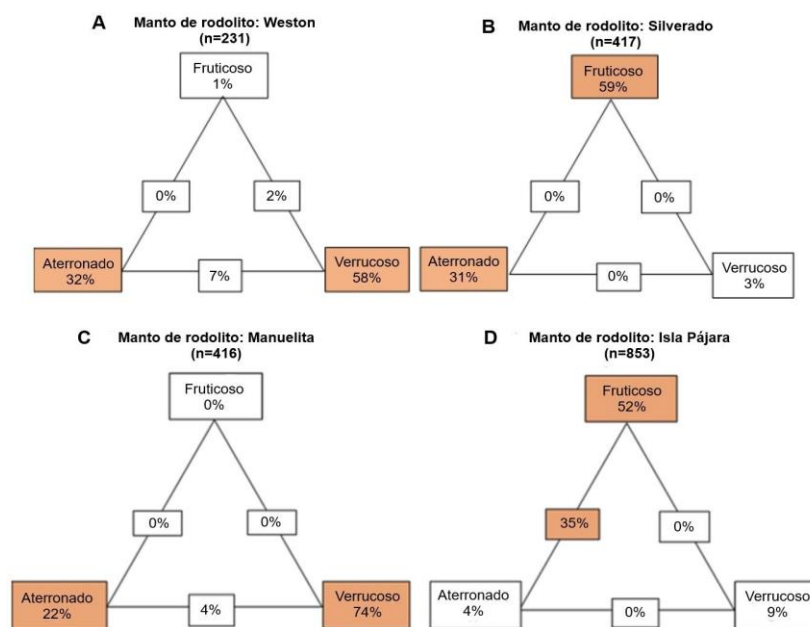 A
Manto de rodolito: Weston
(n=231)
Fruticoso
1%
0%
2%
Aterronado
32%
7%
Verrucoso
58%
B
Manto de rodolito: Silverado
(n=417)
Fruticoso
59%
0%
0%
Aterronado
31%
0%
Verrucoso
3%
C
Manto de rodolito: Manuelita
(n=416)
Fruticoso
0%
0%
0%
Aterronado
22%
4%
Verrucoso
74%
D
Manto de rodolito: Isla Pájara
(n=853)
Fruticoso
52%
35%
0%
Aterronado
4%
0%
Verrucoso
9%